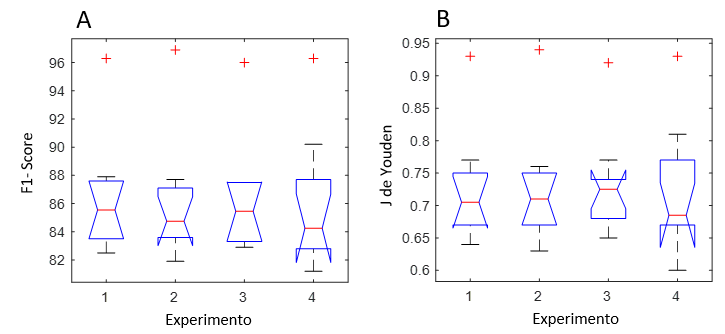 A
F1- Score
96
94
92
90
88
86
84
82
1 2 3 4
Experimento
B
J de Youden
0.95
0.9
0.85
0.8
0.75
0.7
0.65
0.6
1 2 3 4
Experimento